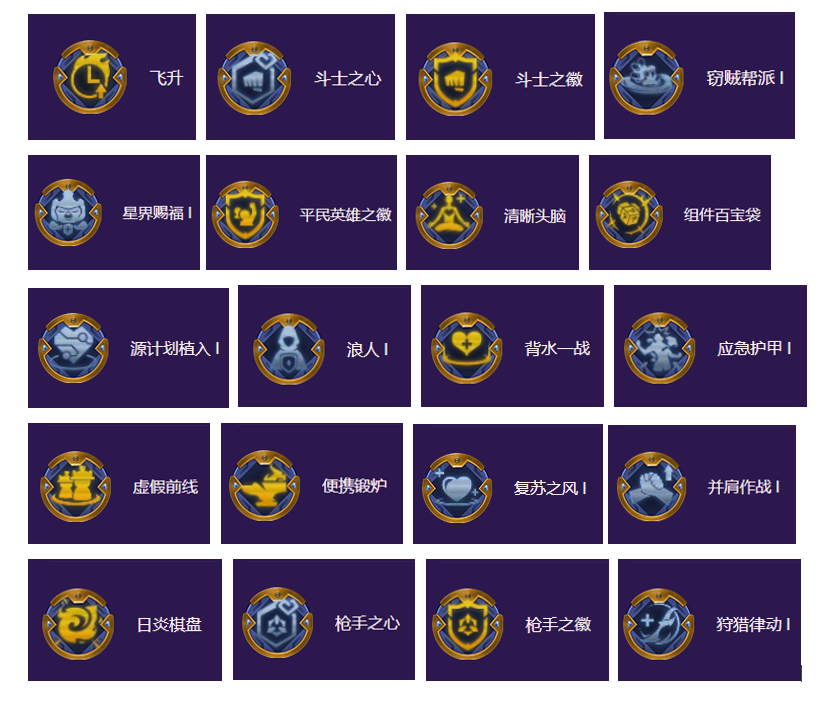 飞升
斗士之心
斗士之徽
窃贼帮派 I
星界赐福 I
平民英雄之徽
清晰头脑
组件百宝袋
源计划植入 I
浪人 I
背水一战
应急护甲 I
虚假前线
便携锻炉
复苏之风 I
并肩作战 I
日炎棋盘
枪手之心
枪手之徽
狩猎律动 I